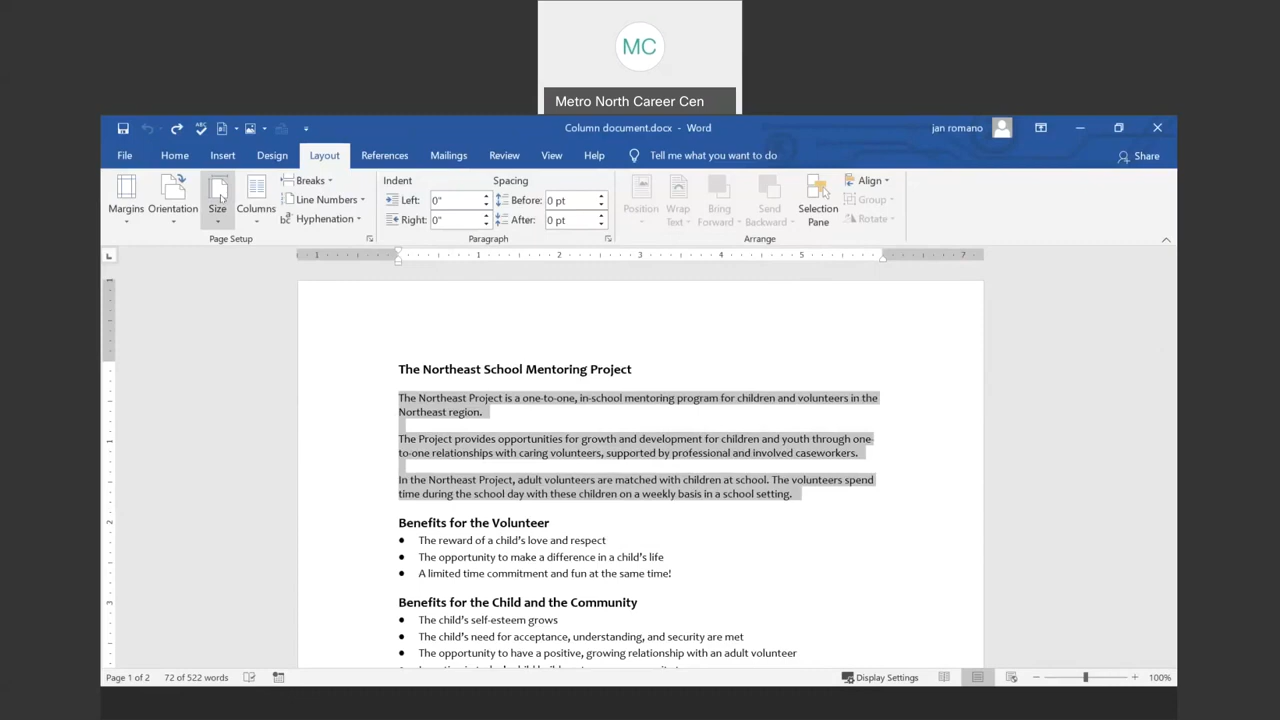 MC
Metro North Career Cen
Column document.docx - Word
jan romano
File Home Insert Design Layout References Mailings Review View Help Tell me what you want to do Share
Margins Orientation Size Columns
Breaks
Line Numbers
Hyphenation
Page Setup
Indent Spacing
Left: 0" Before: 0 pt
Right: 0" After: 0 pt
Paragraph
Position Wrap Text Bring Forward Send Backward Selection Pane
Align
Group
Rotate
Arrange
1 1 2 3 4 5 7
The Northeast School Mentoring Project
The Northeast Project is a one-to-one, in-school mentoring program for children and volunteers in the
Northeast region.
The Project provides opportunities for growth and development for children and youth through one-
to-one relationships with caring volunteers, supported by professional and involved caseworkers.
In the Northeast Project, adult volunteers are matched with children at school. The volunteers spend
time during the school day with these children on a weekly basis in a school setting.
Benefits for the Volunteer
● The reward of a child's love and respect
● The opportunity to make a difference in a child's life
● A limited time commitment and fun at the same time!
Benefits for the Child and the Community
● The child's self-esteem grows
● The child's need for acceptance, understanding, and security are met
● The opportunity to have a positive, growing relationship with an adult volunteer
Page 1 of 2 72 of 522 words Display Settings 100%